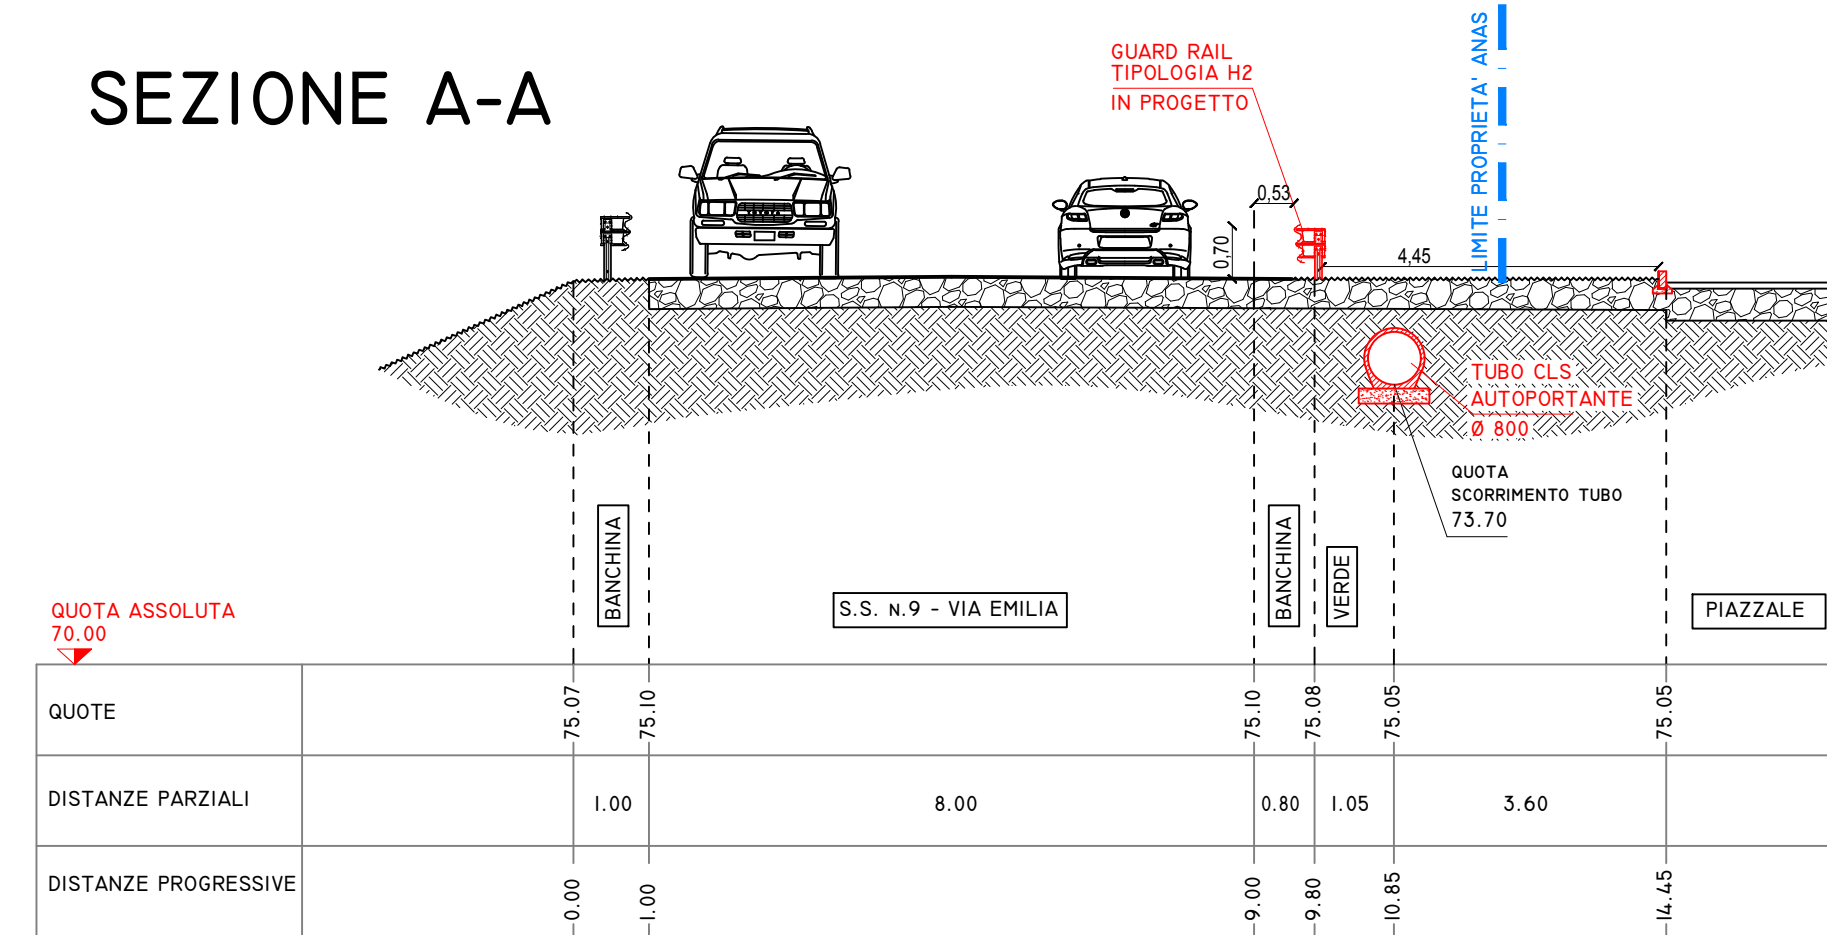 SEZIONE A-A
GUARD RAIL
TIPOLOGIA H2
IN PROGETTO
LIMITE PROPRIETA' ANAS
0,53
0,70
4,45
TOYOTA
TUBO CLS
AUTOPORTANTE
Ø 800
QUOTA
SCORRIMENTO TUBO
73.70
BANCHINA
S.S. N.9 - VIA EMILIA
BANCHINA
VERDE
PIAZZALE
QUOTA ASSOLUTA
70.00
QUOTE
75.07
75.10
75.10
75.08
75.05
75.05
DISTANZE PARZIALI
1.00
8.00
0.80
1.05
3.60
DISTANZE PROGRESSIVE
0.00
1.00
9.00
9.80
10.85
14.445